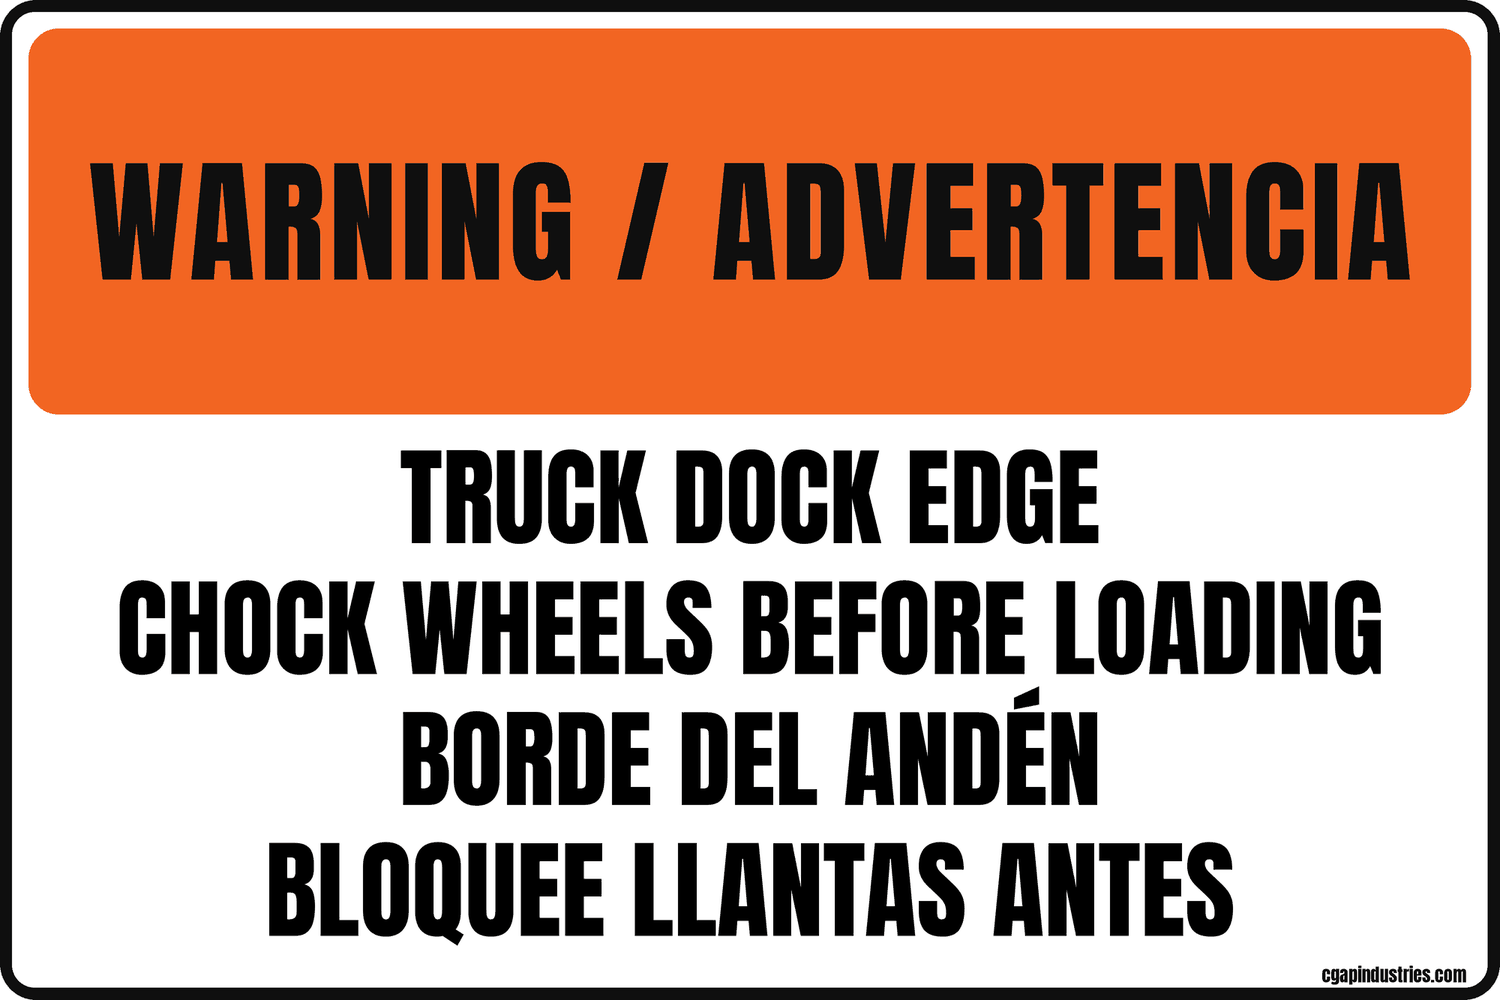 WARNING / ADVERTENCIA
TRUCK DOCK EDGE
CHOCK WHEELS BEFORE LOADING
BORDE DEL ANDÉN
BLOQUEE LLANTAS ANTES
cgapindustries.com